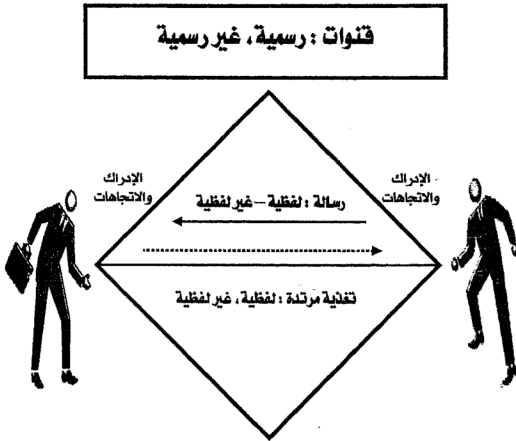 قنوات : رسمية، غير رسمية
الإدراك
والاتجاهات
الإدراك
والاتجاهات
رسالة : لفظية – غير لفظية
تغذية مرتدة : لفظية، غير لفظية